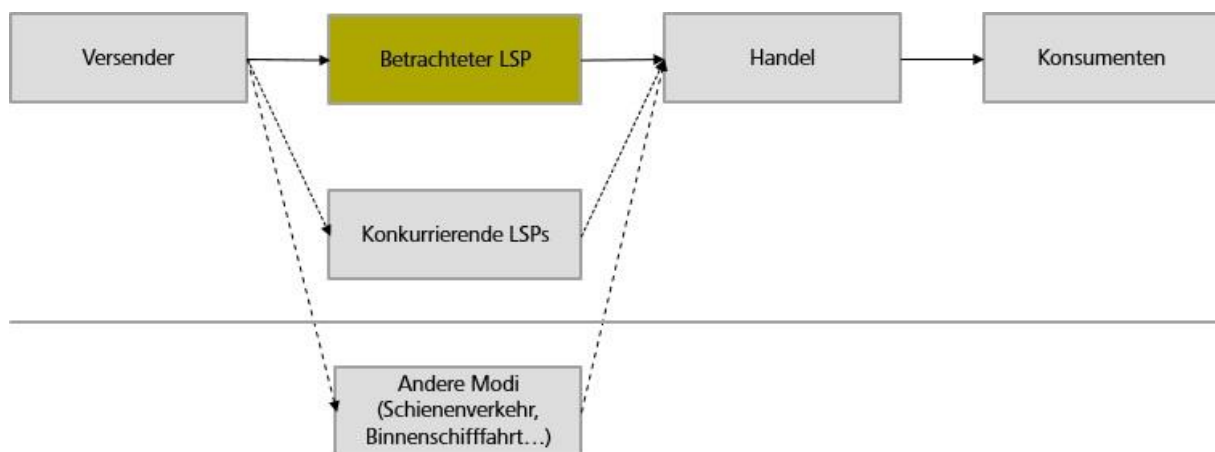 Versender
Betrachteter LSP
Handel
Konsumenten
Konkurrierende LSPs
Andere Modi
(Schienenverkehr,
Binnenschifffahrt…)